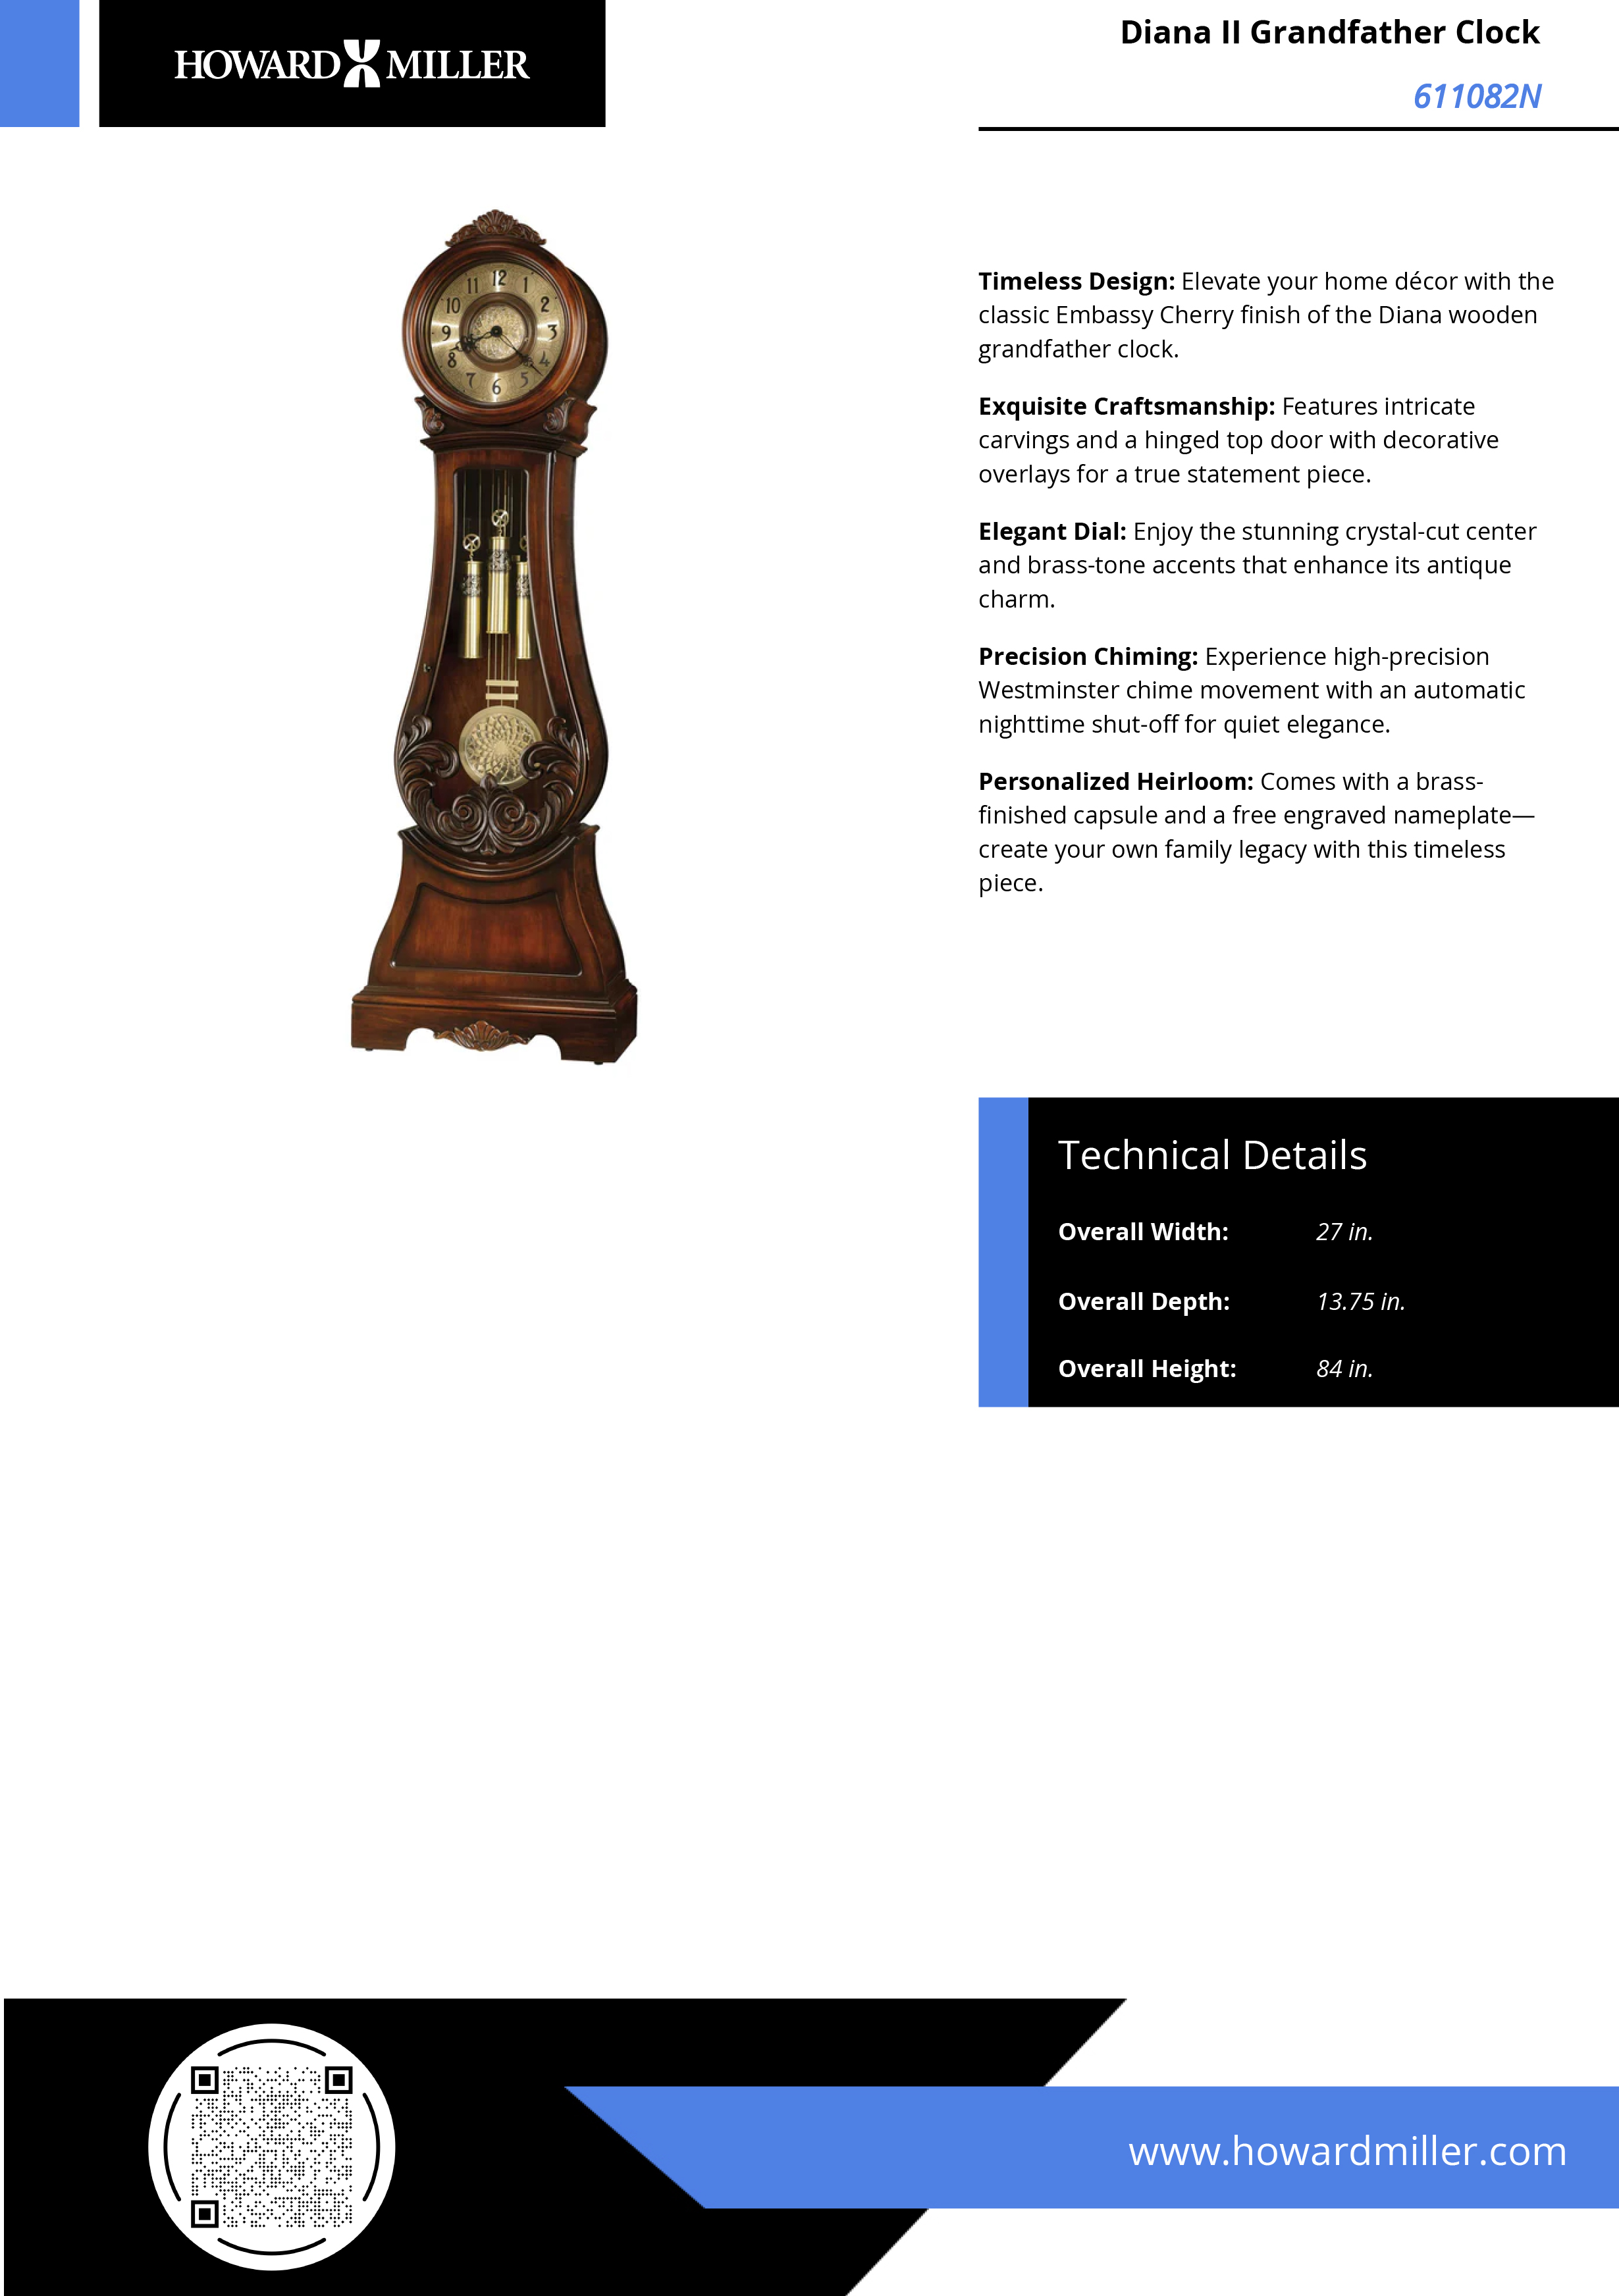 HOWARD MILLER
Diana II Grandfather Clock
611082N
12
1
2
3
4
5
6
7
8
9
10
11
Timeless Design: Elevate your home décor with the
classic Embassy Cherry finish of the Diana wooden
grandfather clock.
Exquisite Craftsmanship: Features intricate
carvings and a hinged top door with decorative
overlays for a true statement piece.
Elegant Dial: Enjoy the stunning crystal-cut center
and brass-tone accents that enhance its antique
charm.
Precision Chiming: Experience high-precision
Westminster chime movement with an automatic
nighttime shut-off for quiet elegance.
Personalized Heirloom: Comes with a brass-
finished capsule and a free engraved nameplate—
create your own family legacy with this timeless
piece.
Technical Details
Overall Width: 27 in.
Overall Depth: 13.75 in.
Overall Height: 84 in.
www.howardmiller.com